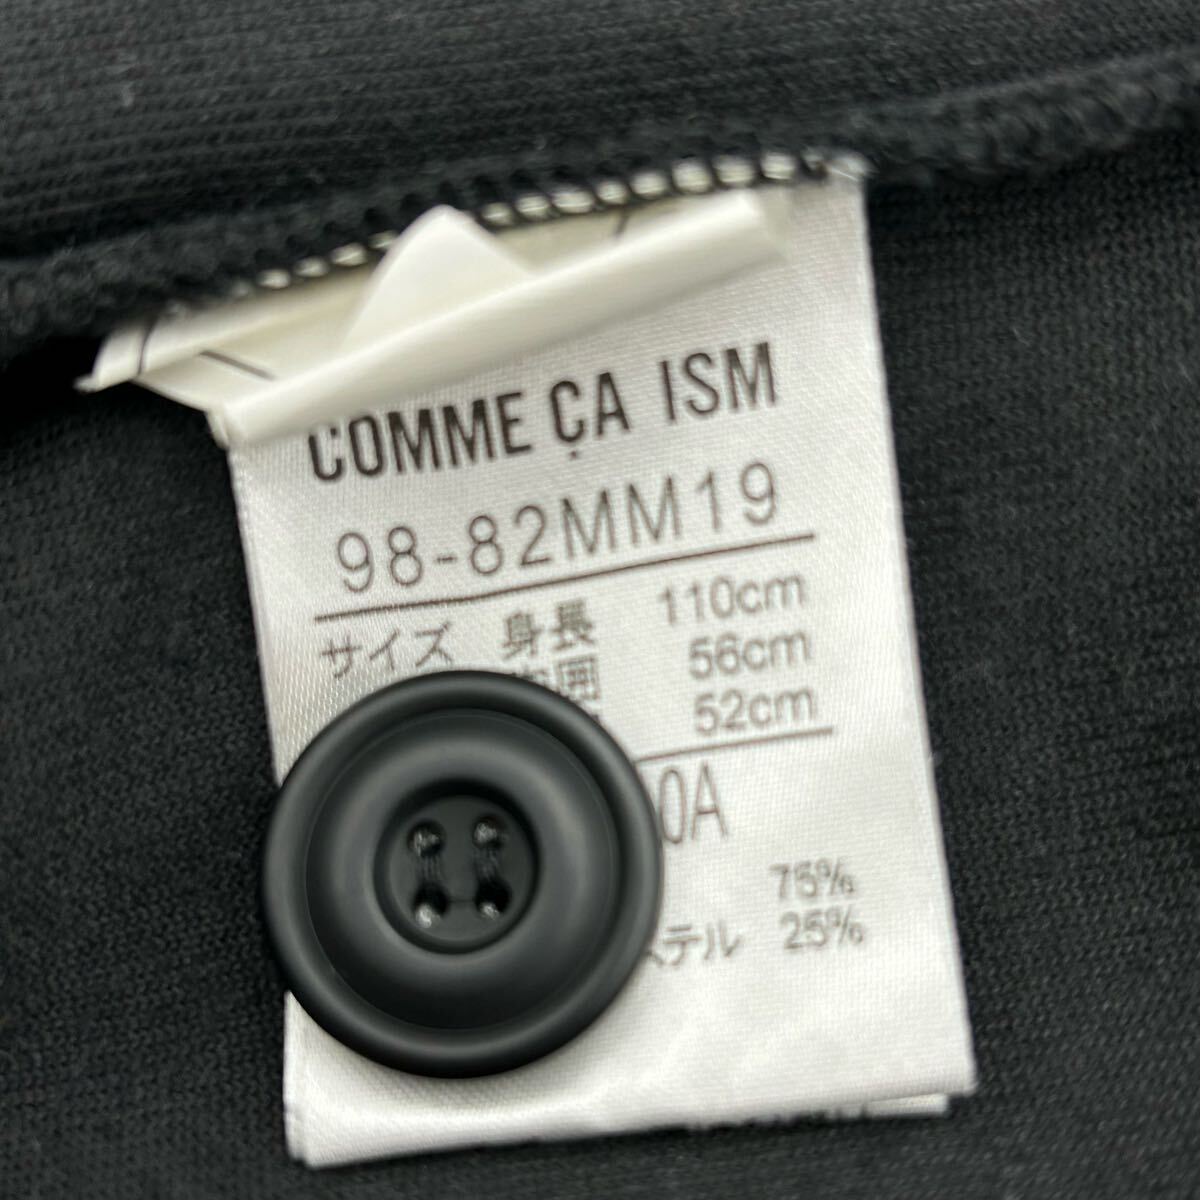 COMME ÇA ISM
98-82MM19
サイズ 身長 110cm
囲 56cm
52cm
0A
75%
ステル 25%